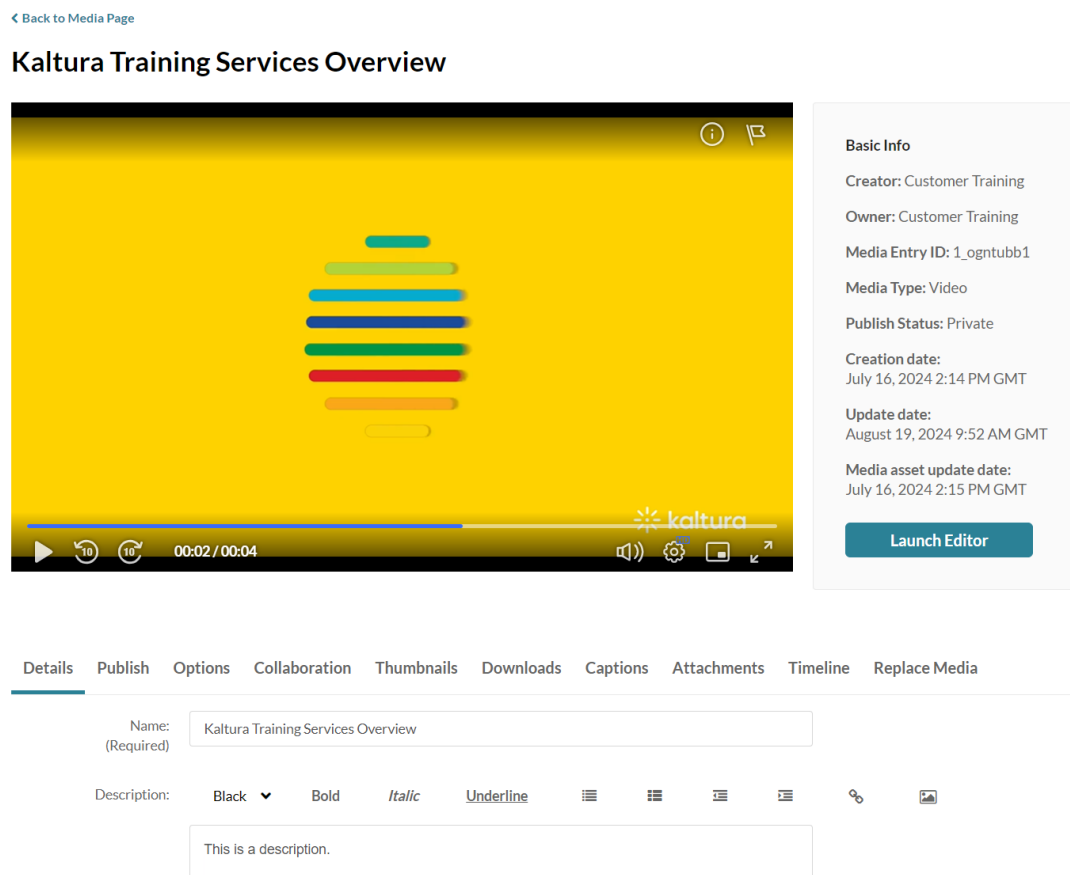 Back to Media Page
Kaltura Training Services Overview
kaltura
10 10 00:02 / 00:04 HD
Basic Info
Creator: Customer Training
Owner: Customer Training
Media Entry ID: 1_ogntubb1
Media Type: Video
Publish Status: Private
Creation date:
July 16, 2024 2:14 PM GMT
Update date:
August 19, 2024 9:52 AM GMT
Media asset update date:
July 16, 2024 2:15 PM GMT
Launch Editor
Details Publish Options Collaboration Thumbnails Downloads Captions Attachments Timeline Replace Media
Name: Kaltura Training Services Overview
(Required)
Description: Black Bold Italic Underline
This is a description.